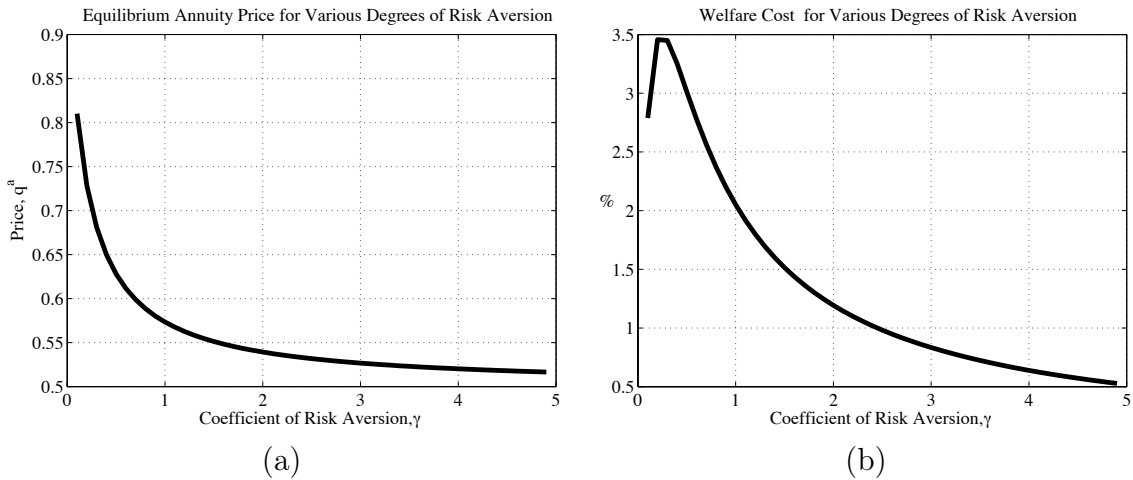 Equilibrium Annuity Price for Various Degrees of Risk Aversion
0.9
0.85
0.8
0.75
0.7
0.65
0.6
0.55
0.5
Price, qᵃ
0 1 2 3 4 5
Coefficient of Risk Aversion,γ
(a)
Welfare Cost for Various Degrees of Risk Aversion
3.5
3
2.5
2
1.5
1
0.5
%
0 1 2 3 4 5
Coefficient of Risk Aversion,γ
(b)